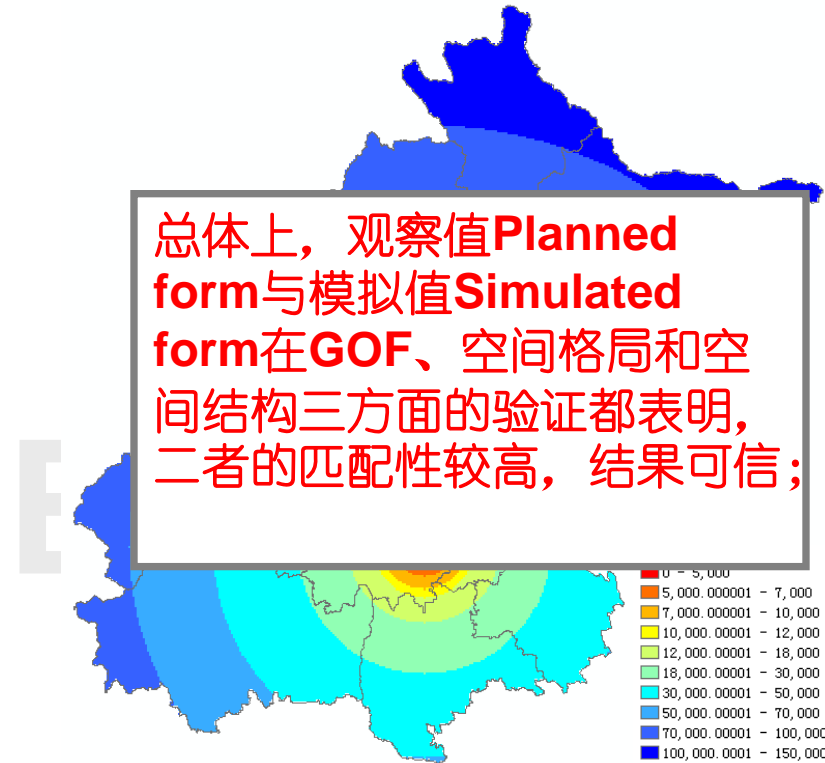 总体上，观察值Planned
form与模拟值Simulated
form在GOF、空间格局和空
间结构三方面的验证都表明，
二者的匹配性较高，结果可信；
0 - 5,000
5,000.000001 - 7,000
7,000.000001 - 10,000
10,000.00001 - 12,000
12,000.00001 - 18,000
18,000.00001 - 30,000
30,000.00001 - 50,000
50,000.00001 - 70,000
70,000.00001 - 100,000
100,000.0001 - 150,000